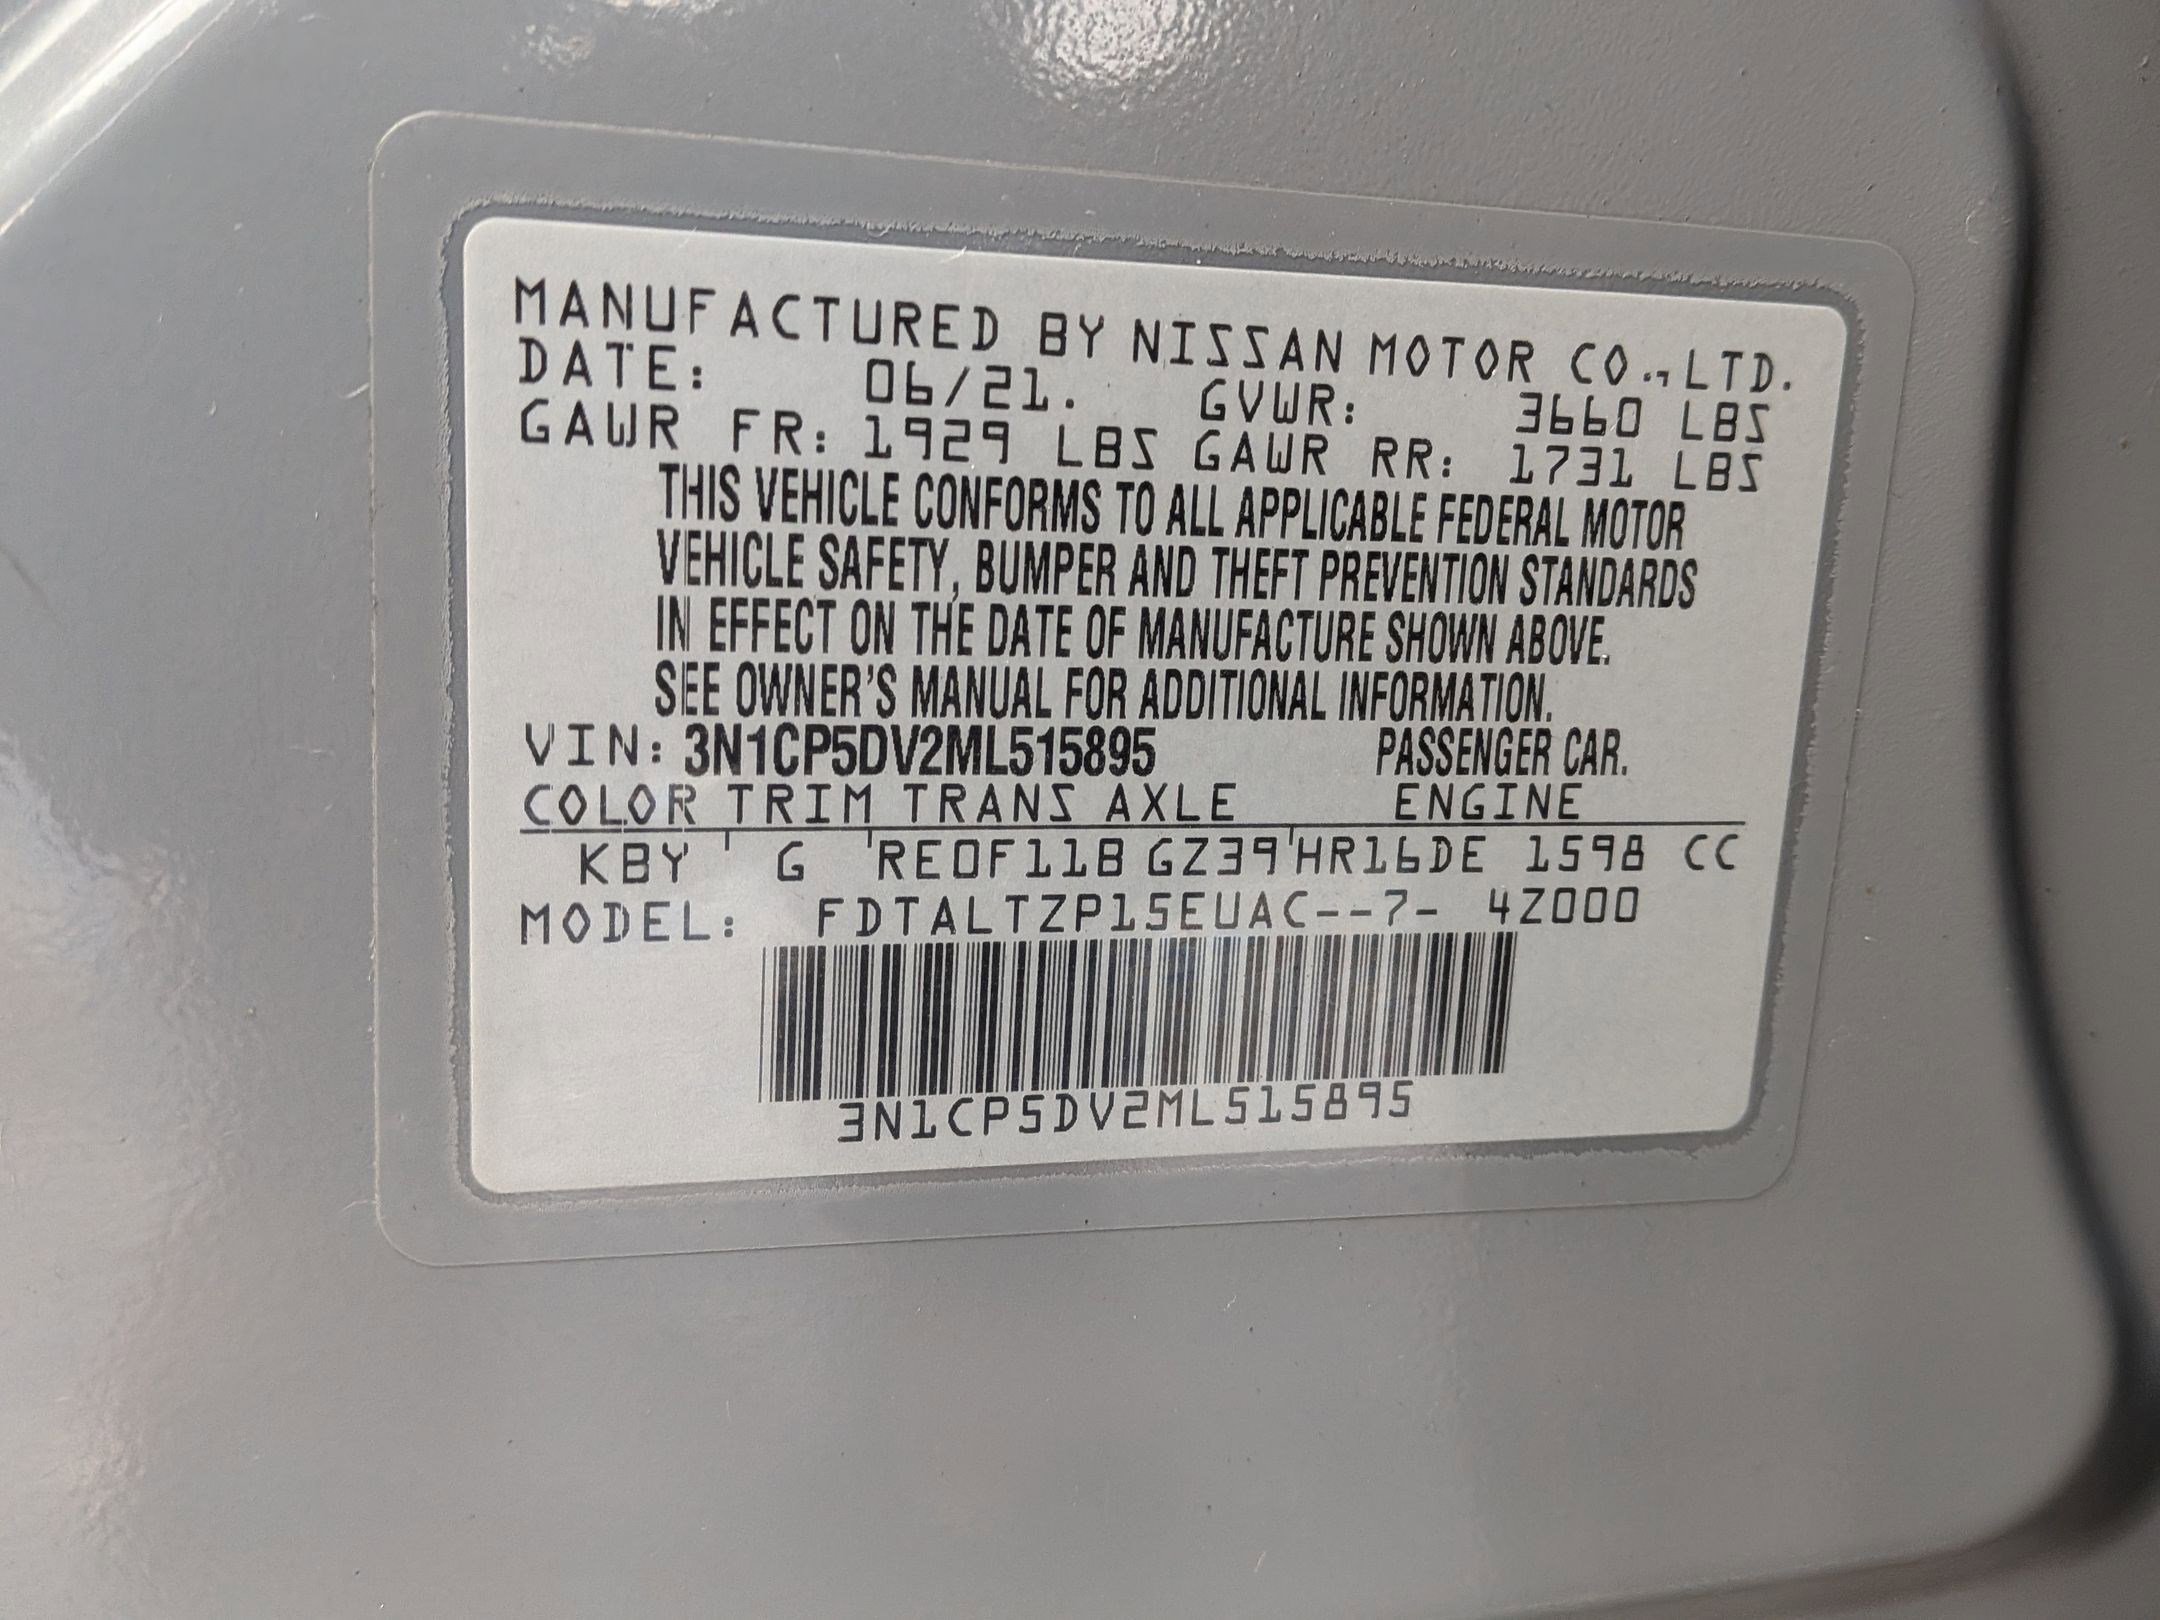 MANUFACTURED BY NISSAN MOTOR CO.,LTD.
DATE: 06/21. GVWR: 3660 LBS
GAWR FR: 1929 LBS GAWR RR: 1731 LBS
THIS VEHICLE CONFORMS TO ALL APPLICABLE FEDERAL MOTOR
VEHICLE SAFETY, BUMPER AND THEFT PREVENTION STANDARDS
IN EFFECT ON THE DATE OF MANUFACTURE SHOWN ABOVE.
SEE OWNER'S MANUAL FOR ADDITIONAL INFORMATION.
VIN: 3N1CP5DV2ML515895 PASSENGER CAR.
COLOR TRIM TRANS AXLE ENGINE
KBY G RE0F11B GZ39 HR16DE 1598 CC
MODEL: FDTALTZP15EUAC--7- 4Z000
3N1CP5DV2ML515895